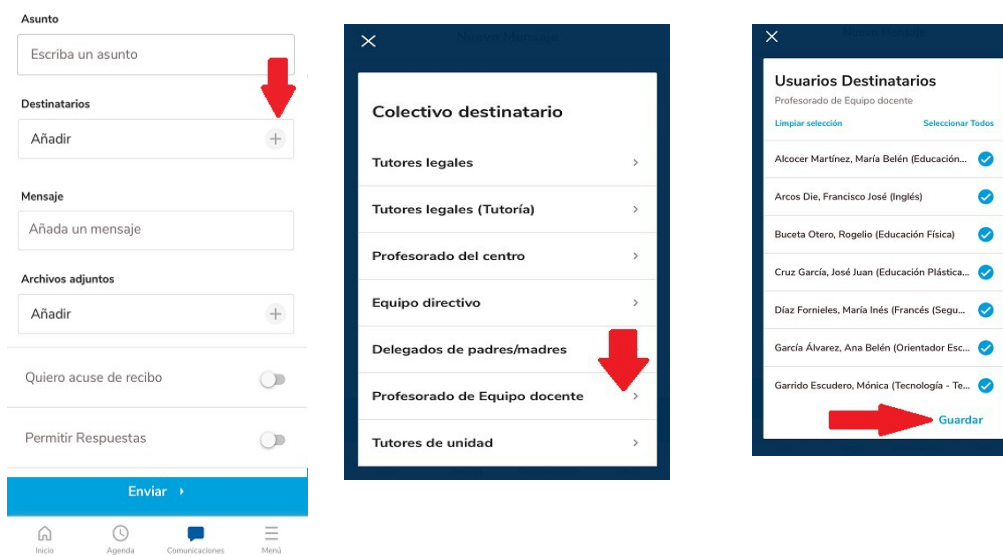 Asunto
Escriba un asunto
Destinatarios
Añadir
Mensaje
Añada un mensaje
Archivos adjuntos
Añadir
Quiero acuse de recibo
Permitir Respuestas
Enviar
Inicio
Agenda
Comunicaciones
Menú
Nuevo Mensaje
Colectivo destinatario
Tutores legales
Tutores legales (Tutoría)
Profesorado del centro
Equipo directivo
Delegados de padres/madres
Profesorado de Equipo docente
Tutores de unidad
Nuevo Mensaje
Usuarios Destinatarios
Profesorado de Equipo docente
Limpiar selección
Seleccionar Todos
Alcocer Martínez, María Belén (Educación...
Arcos Die, Francisco José (Inglés)
Buceta Otero, Rogelio (Educación Física)
Cruz García, José Juan (Educación Plástica...
Díaz Fornieles, María Inés (Francés (Segu...
García Álvarez, Ana Belén (Orientador Esc...
Garrido Escudero, Mónica (Tecnología - Te...
Guardar